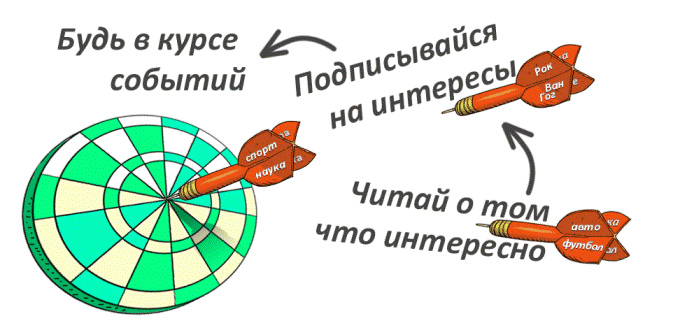 Будь в курсе
событий
Подписывайся
на интересы
Рок
Ван
Гог
спорт
наука
Читай о том
что интересно
авто
футбол